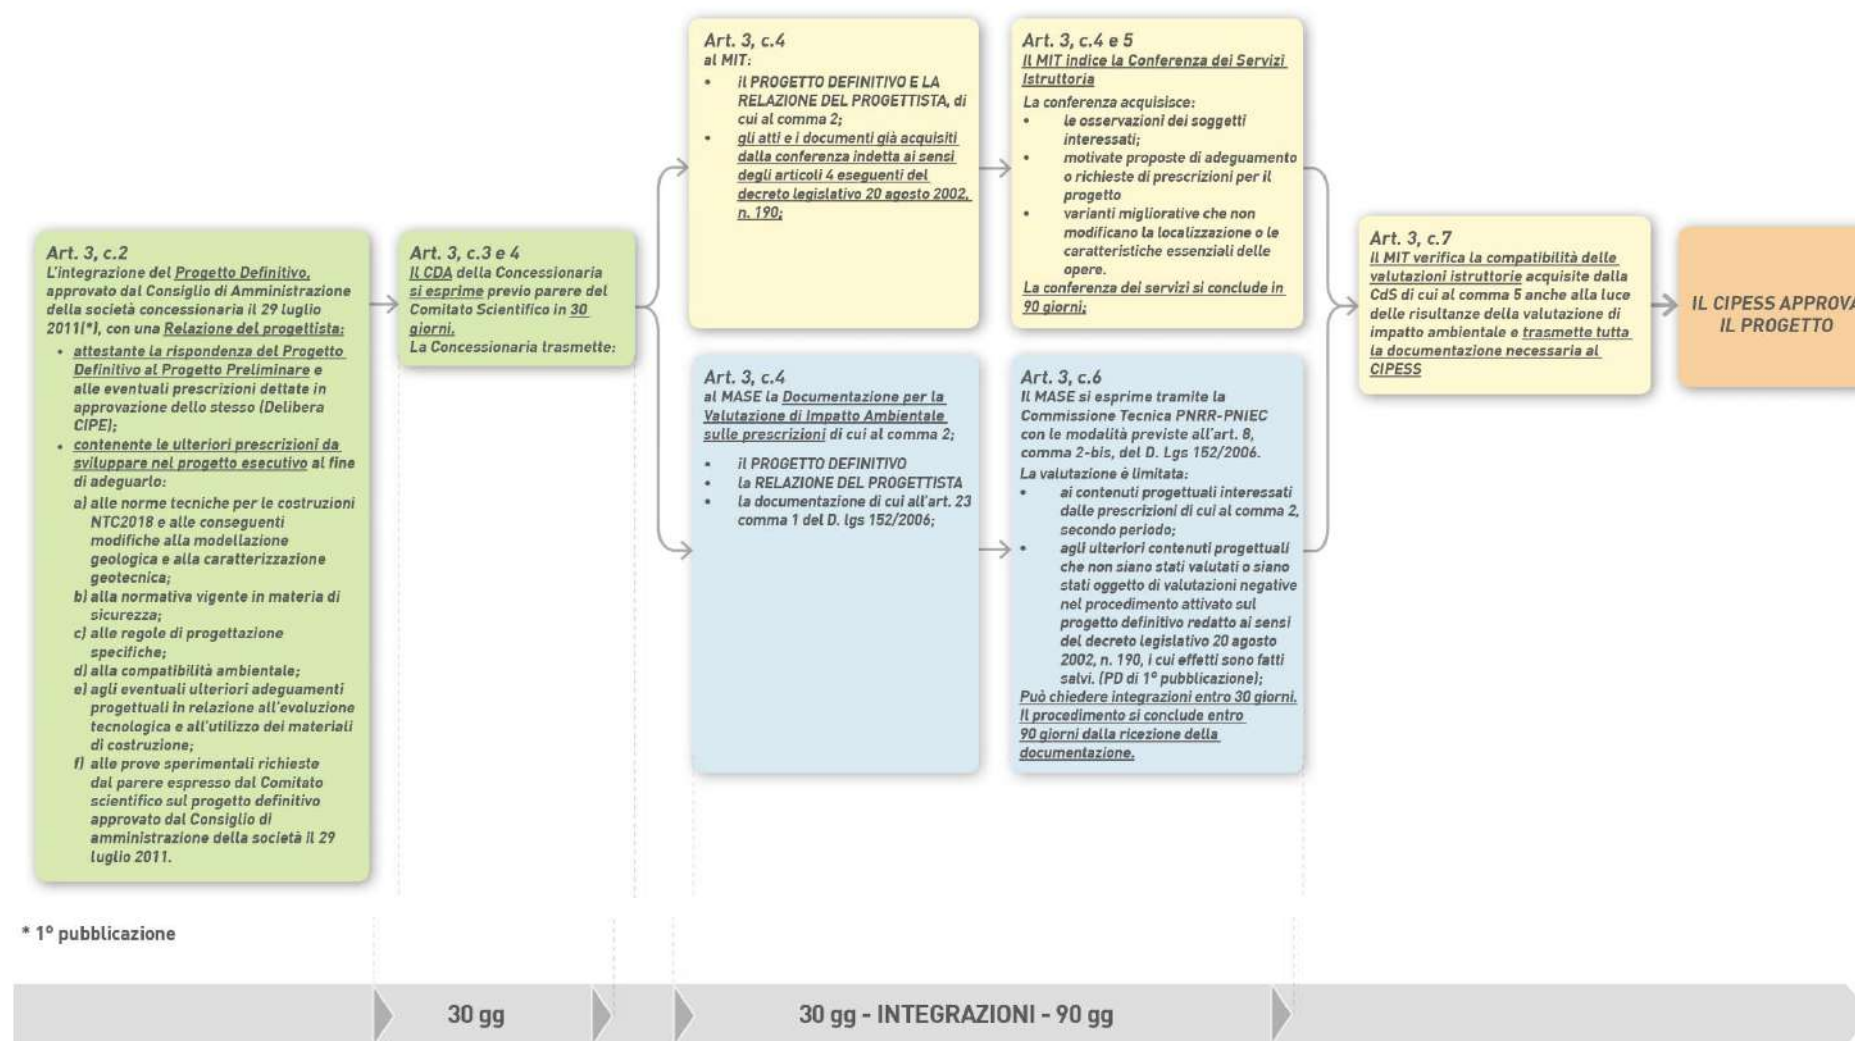 Art. 3, c.2
L'integrazione del Progetto Definitivo,
approvato dal Consiglio di Amministrazione
della società concessionaria il 29 luglio
2011(*), con una Relazione del progettista:
• attestante la rispondenza del Progetto
Definitivo al Progetto Preliminare e
alle eventuali prescrizioni dettate in
approvazione dello stesso (Delibera
CIPE);
• contenente le ulteriori prescrizioni da
sviluppare nel progetto esecutivo al fine
di adeguarlo:
a) alle norme tecniche per le costruzioni
NTC2018 e alle conseguenti
modifiche alla modellazione
geologica e alla caratterizzazione
geotecnica;
b) alla normativa vigente in materia di
sicurezza;
c) alle regole di progettazione
specifiche;
d) alla compatibilità ambientale;
e) agli eventuali ulteriori adeguamenti
progettuali in relazione all'evoluzione
tecnologica e all'utilizzo dei materiali
di costruzione;
f) alle prove sperimentali richieste
dal parere espresso dal Comitato
scientifico sul progetto definitivo
approvato dal Consiglio di
amministrazione della società il 29
luglio 2011.
Art. 3, c.3 e 4
Il CDA della Concessionaria
si esprime previo parere del
Comitato Scientifico in 30
giorni.
La Concessionaria trasmette:
Art. 3, c.4
al MIT:
• il PROGETTO DEFINITIVO E LA
RELAZIONE DEL PROGETTISTA, di
cui al comma 2;
• gli atti e i documenti già acquisiti
dalla conferenza indetta ai sensi
degli articoli 4 eseguenti del
decreto legislativo 20 agosto 2002,
n. 190;
Art. 3, c.4 e 5
Il MIT indice la Conferenza dei Servizi
Istruttoria
La conferenza acquisisce:
• le osservazioni dei soggetti
interessati;
• motivate proposte di adeguamento
o richieste di prescrizioni per il
progetto
• varianti migliorative che non
modificano la localizzazione o le
caratteristiche essenziali delle
opere.
La conferenza dei servizi si conclude in
90 giorni;
Art. 3, c.4
al MASE la Documentazione per la
Valutazione di Impatto Ambientale
sulle prescrizioni di cui al comma 2;
• il PROGETTO DEFINITIVO
• la RELAZIONE DEL PROGETTISTA
• la documentazione di cui all'art. 23
comma 1 del D. lgs 152/2006;
Art. 3, c.6
Il MASE si esprime tramite la
Commissione Tecnica PNRR-PNIEC
con le modalità previste all'art. 8,
comma 2-bis, del D. Lgs 152/2006.
La valutazione è limitata:
• ai contenuti progettuali interessati
dalle prescrizioni di cui al comma 2,
secondo periodo;
• agli ulteriori contenuti progettuali
che non siano stati valutati o siano
stati oggetto di valutazioni negative
nel procedimento attivato sul
progetto definitivo redatto ai sensi
del decreto legislativo 20 agosto
2002, n. 190, i cui effetti sono fatti
salvi. (PD di 1º pubblicazione);
Può chiedere integrazioni entro 30 giorni.
Il procedimento si conclude entro
90 giorni dalla ricezione della
documentazione.
Art. 3, c.7
Il MIT verifica la compatibilità delle
valutazioni istruttorie acquisite dalla
CdS di cui al comma 5 anche alla luce
delle risultanze della valutazione di
impatto ambientale e trasmette tutta
la documentazione necessaria al
CIPESS
IL CIPESS APPROVA
IL PROGETTO
* 1º pubblicazione
30 gg
30 gg - INTEGRAZIONI - 90 gg